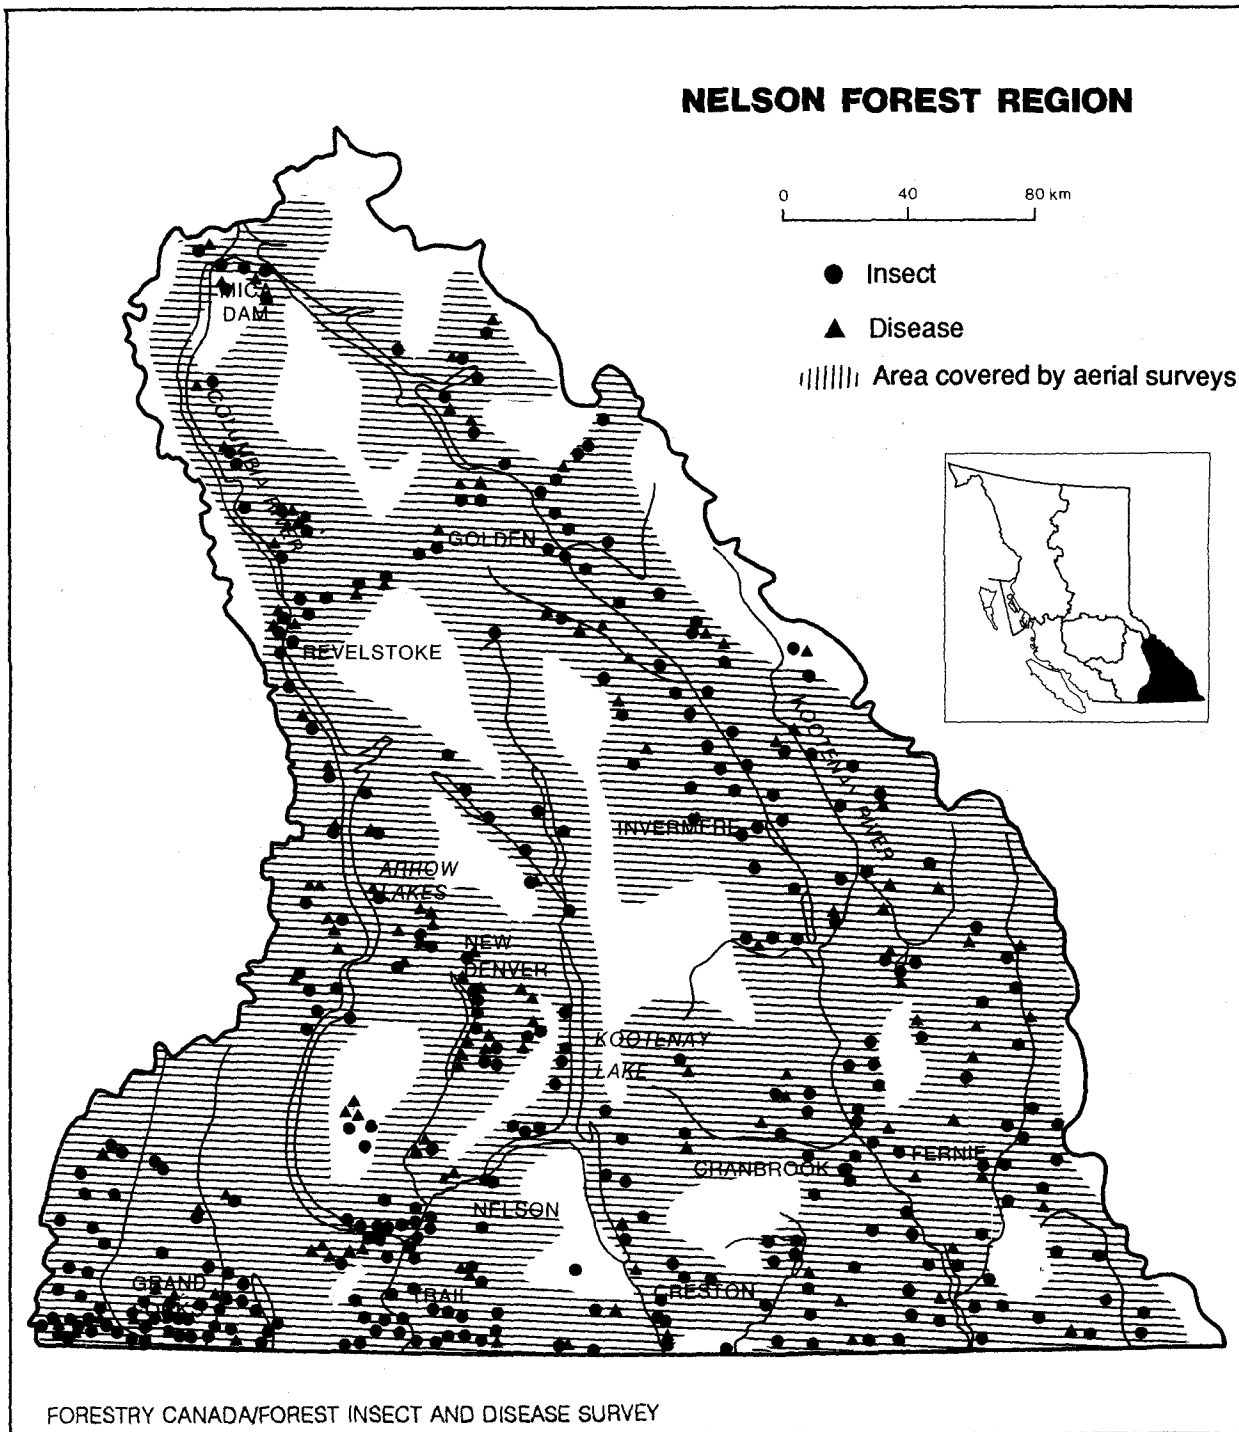 NELSON FOREST REGION
0 40 80 km
Insect
Disease
Area covered by aerial surveys
MICA
DAM
COLUMBIA RIVER
GOLDEN
REVELSTOKE
KOOTENAY RIVER
INVERMERE
ARROW
LAKES
NEW
DENVER
KOOTENAY
LAKE
FERNIE
CRANBROOK
NELSON
GRAND
TRAIL
CRESTON
FORESTRY CANADA/FOREST INSECT AND DISEASE SURVEY